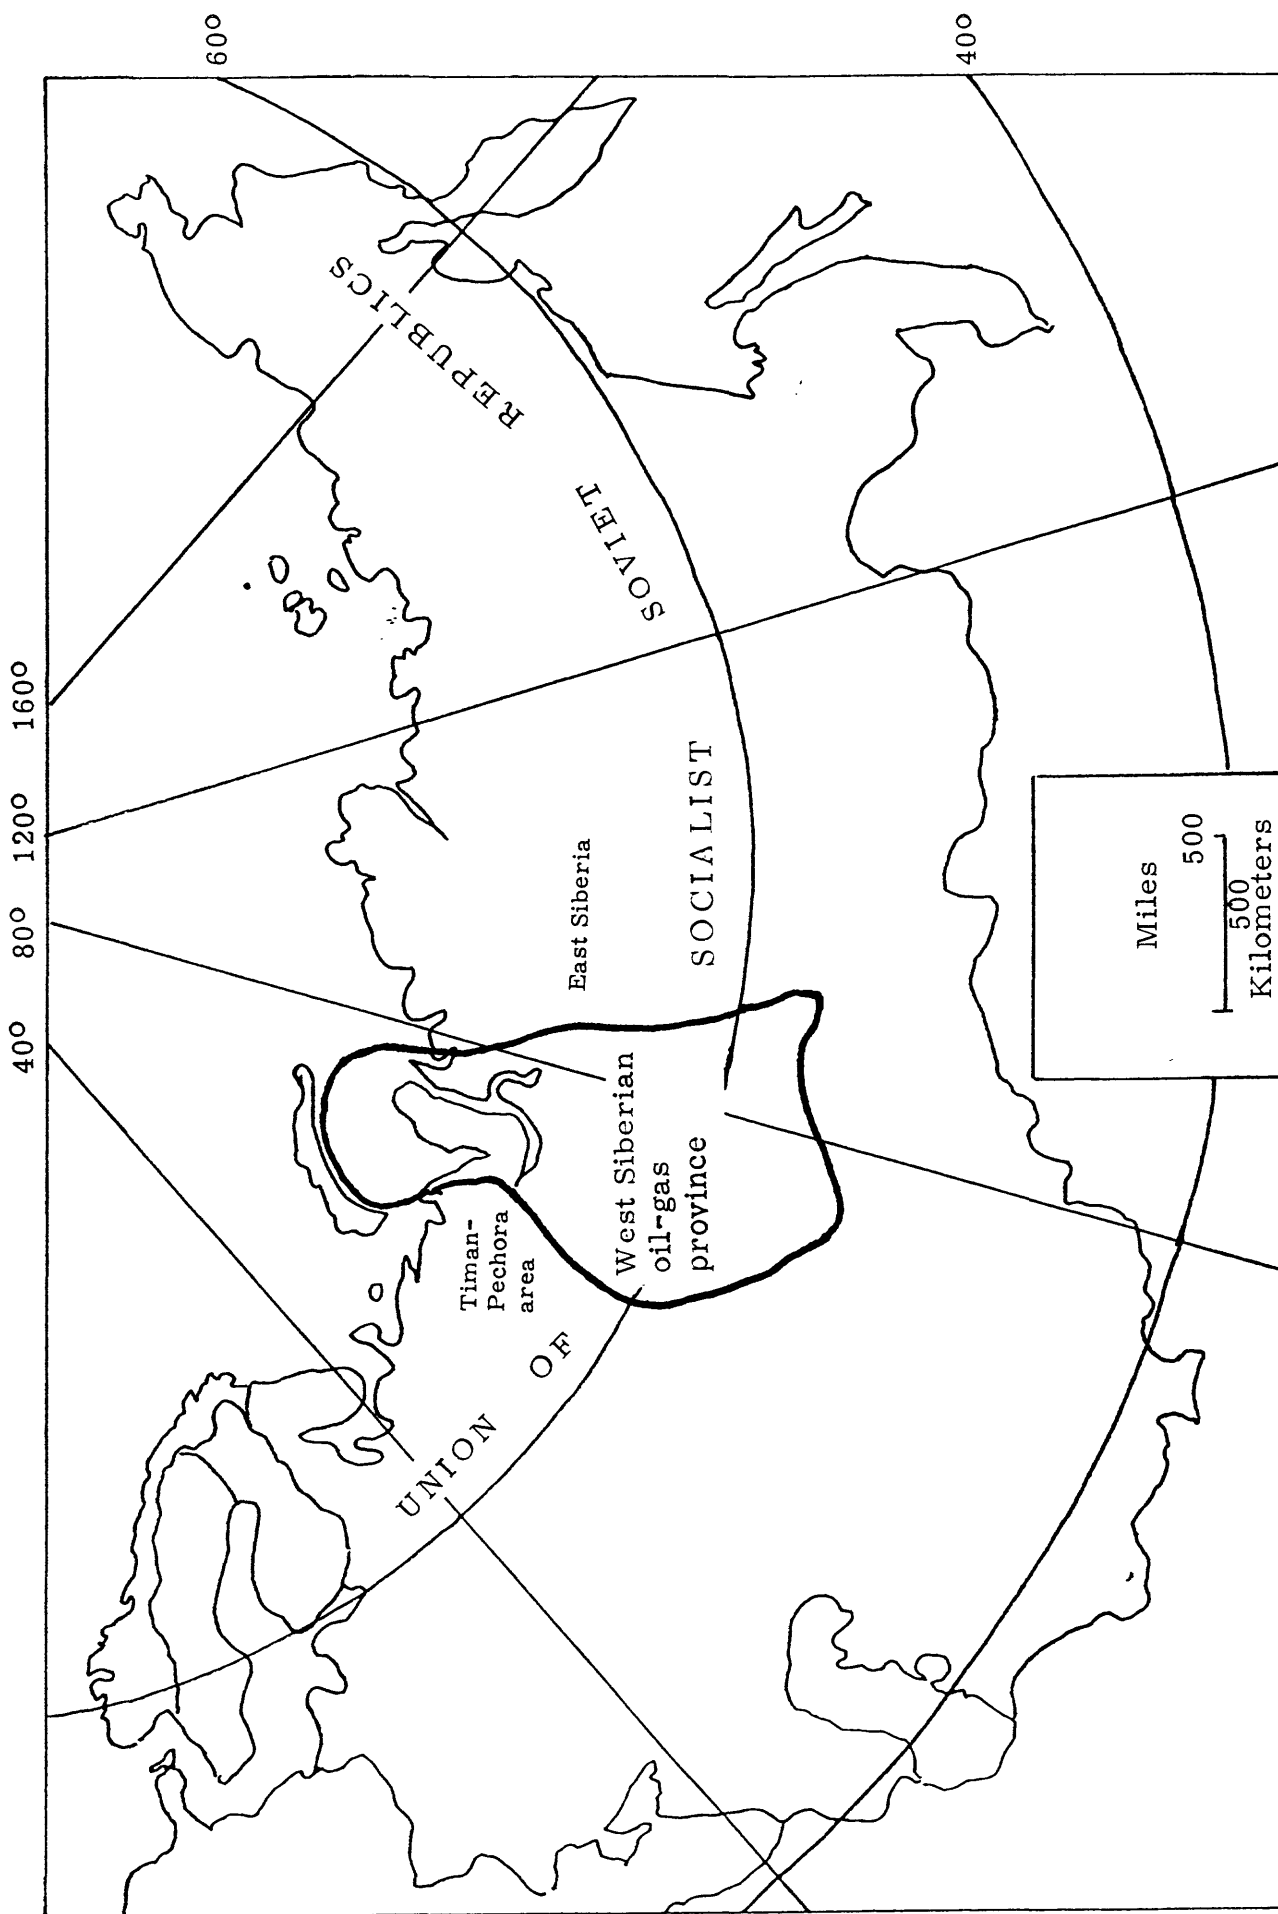 40° 80° 120° 160°
60°
40°
UNION OF SOVIET SOCIALIST REPUBLICS
Timan-
Pechora
area
West Siberian
oil-gas
province
East Siberia
Miles
500
500
Kilometers